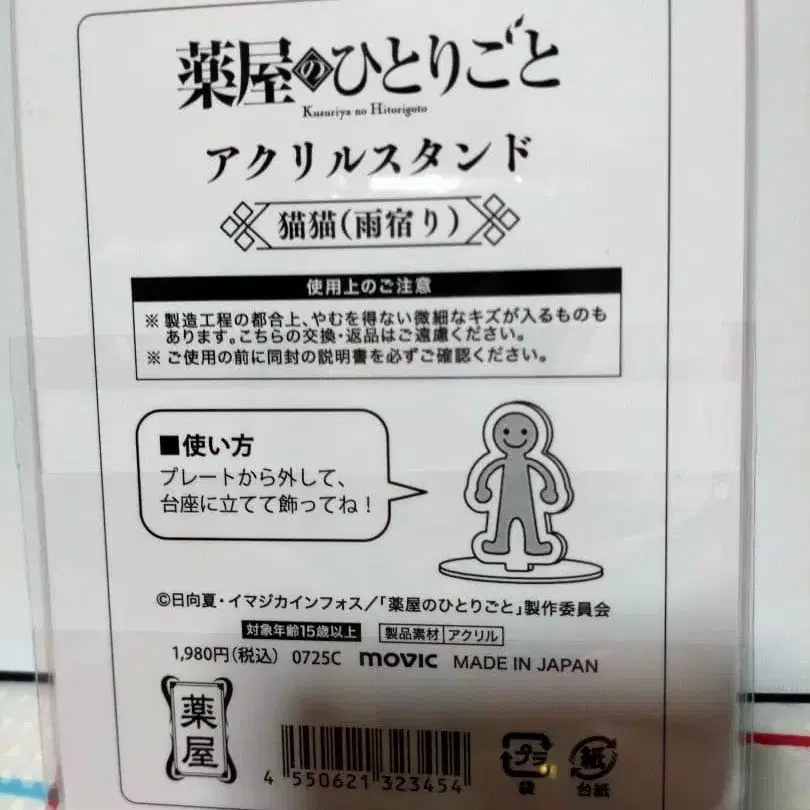 薬屋のひとりごと
Kusuriya no Hitorigoto
アクリルスタンド
猫猫(雨宿り)
使用上のご注意
※製造工程の都合上、やむを得ない微細なキズが入るものも
あります。こちらの交換・返品はご遠慮ください。
※ご使用の前に同封の説明書を必ずご確認ください。
■使い方
プレートから外して、
台座に立てて飾ってね!
©日向夏・イマジカインフォス/「薬屋のひとりごと」製作委員会
対象年齢15歳以上 製品素材 アクリル
1,980円(税込) 0725C movic MADE IN JAPAN
薬屋
4 550621 323454
プラ 紙
袋 台紙